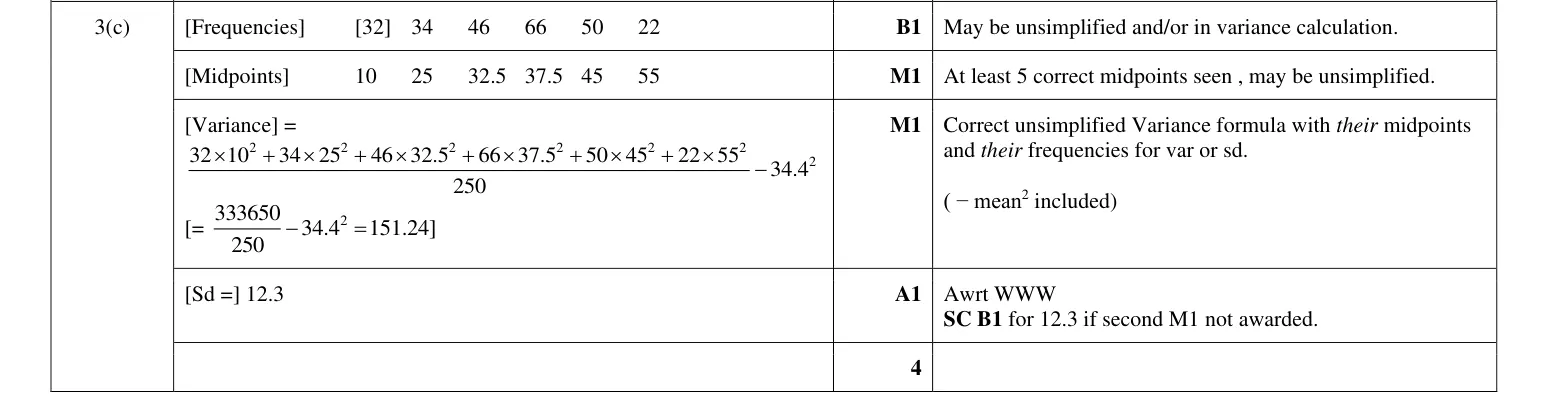 3(c) [Frequencies] [32] 34 46 66 50 22 B1 May be unsimplified and/or in variance calculation.
[Midpoints] 10 25 32.5 37.5 45 55 M1 At least 5 correct midpoints seen , may be unsimplified.
[Variance] = M1 Correct unsimplified Variance formula with their midpoints
and their frequencies for var or sd.
32×10² + 34×25² + 46×32.5² + 66×37.5² + 50×45² + 22×55²
250
− 34.4²
( − mean² included)
[= 333650
250
− 34.4² = 151.24]
[Sd =] 12.3 A1 Awrt WWW
SC B1 for 12.3 if second M1 not awarded.
4